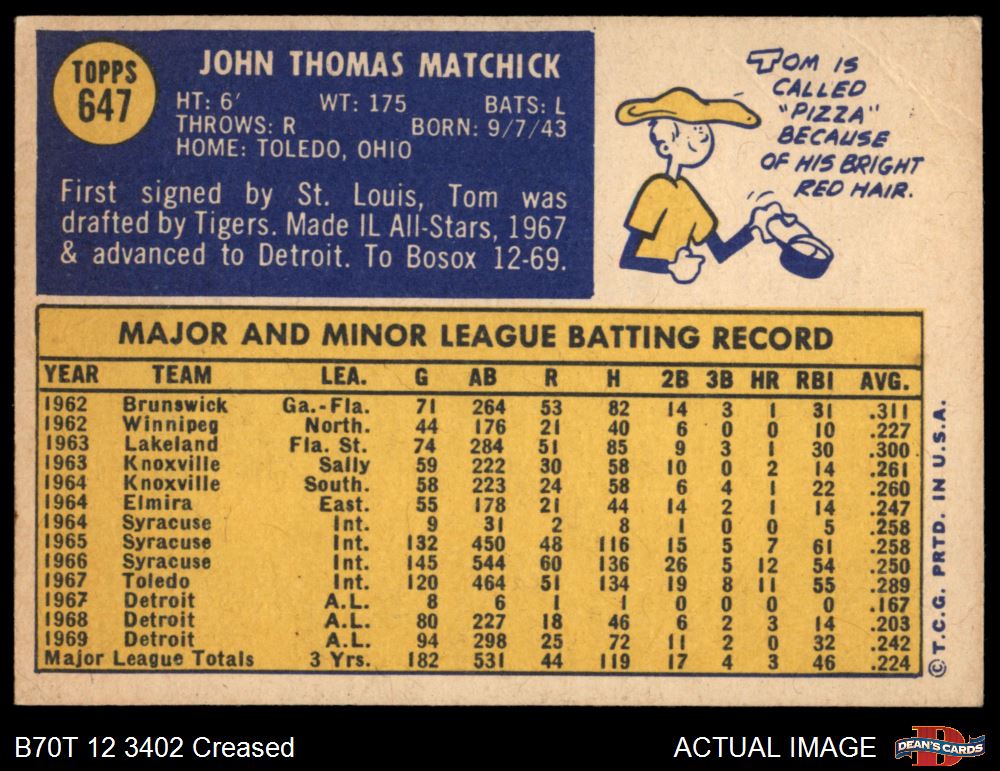 TOPPS
647
JOHN THOMAS MATCHICK
HT: 6' WT: 175 BATS: L
THROWS: R BORN: 9/7/43
HOME: TOLEDO, OHIO
First signed by St. Louis, Tom was
drafted by Tigers. Made IL All-Stars, 1967
& advanced to Detroit. To Bosox 12-69.
TOM IS
CALLED
"PIZZA"
BECAUSE
OF HIS BRIGHT
RED HAIR.
MAJOR AND MINOR LEAGUE BATTING RECORD
YEAR TEAM LEA. G AB R H 2B 3B HR RBI AVG.
1962 Brunswick Ga.-Fla. 71 264 53 82 14 3 1 31 .311
1962 Winnipeg North. 44 176 21 40 6 0 0 10 .227
1963 Lakeland Fla. St. 74 284 51 85 9 3 1 30 .300
1963 Knoxville Sally 59 222 30 58 10 0 2 14 .261
1964 Knoxville South. 58 223 24 58 6 4 1 22 .260
1964 Elmira East. 55 178 21 44 14 2 1 14 .247
1964 Syracuse Int. 9 31 2 8 1 0 0 5 .258
1965 Syracuse Int. 132 450 48 116 15 5 7 61 .258
1966 Syracuse Int. 145 544 60 136 26 5 12 54 .250
1967 Toledo Int. 120 464 51 134 19 8 11 55 .289
1967 Detroit A.L. 8 6 1 1 0 0 0 0 .167
1968 Detroit A.L. 80 227 18 46 6 2 3 14 .203
1969 Detroit A.L. 94 298 25 72 11 2 0 32 .242
Major League Totals 3 Yrs. 182 531 44 119 17 4 3 46 .224
© T.C.G. PRTD. IN U.S.A.
B70T 12 3402 Creased
ACTUAL IMAGE
D
DEAN'S CARDS